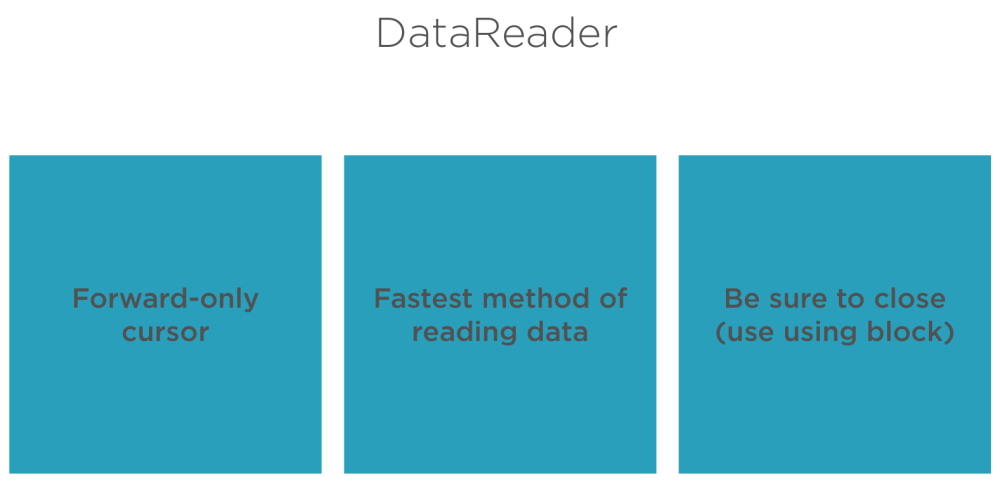 DataReader
Forward-only
cursor
Fastest method of
reading data
Be sure to close
(use using block)